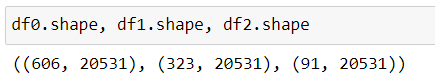 df0.shape, df1.shape, df2.shape
((606, 20531), (323, 20531), (91, 20531))